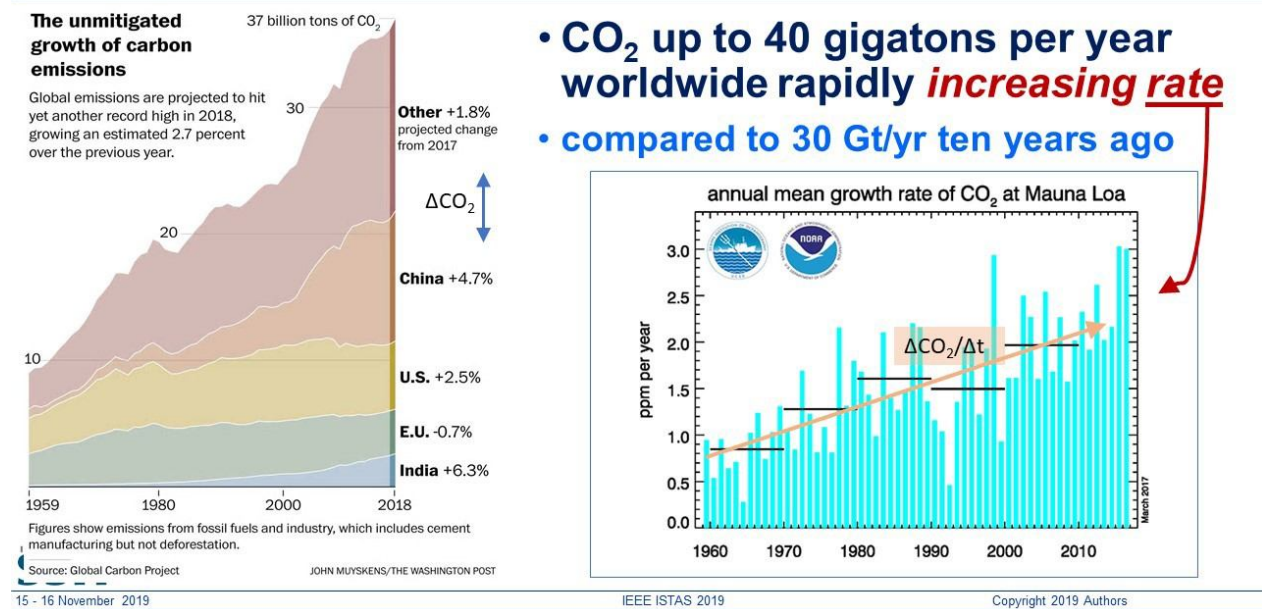 The unmitigated
growth of carbon
emissions
Global emissions are projected to hit
yet another record high in 2018,
growing an estimated 2.7 percent
over the previous year.
37 billion tons of CO₂
30
20
10
Other +1.8%
projected change
from 2017
ΔCO₂
China +4.7%
U.S. +2.5%
E.U. -0.7%
India +6.3%
1959 1980 2000 2018
Figures show emissions from fossil fuels and industry, which includes cement
manufacturing but not deforestation.
Source: Global Carbon Project JOHN MUYSKENS/THE WASHINGTON POST
• CO₂ up to 40 gigatons per year
worldwide rapidly increasing rate
• compared to 30 Gt/yr ten years ago
annual mean growth rate of CO₂ at Mauna Loa
NOAA
ppm per year
3.0
2.5
2.0
1.5
1.0
0.5
0.0
ΔCO₂/Δt
1960 1970 1980 1990 2000 2010
March 2017
15 - 16 November 2019 IEEE ISTAS 2019 Copyright 2019 Authors